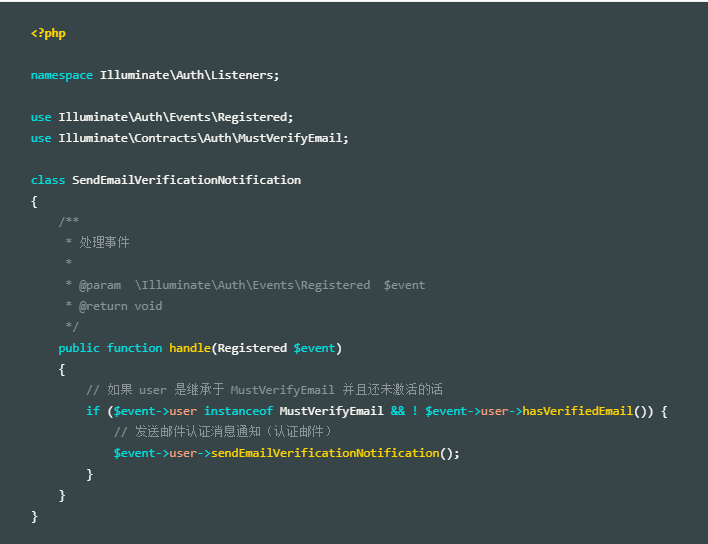 <?php
namespace Illuminate\Auth\Listeners;
use Illuminate\Auth\Events\Registered;
use Illuminate\Contracts\Auth\MustVerifyEmail;
class SendEmailVerificationNotification
{
    /**
     * 处理事件
     *
     * @param  \Illuminate\Auth\Events\Registered  $event
     * @return void
     */
    public function handle(Registered $event)
    {
        // 如果 user 是继承于 MustVerifyEmail 并且还未激活的话
        if ($event->user instanceof MustVerifyEmail && ! $event->user->hasVerifiedEmail()) {
            // 发送邮件认证消息通知（认证邮件）
            $event->user->sendEmailVerificationNotification();
        }
    }
}